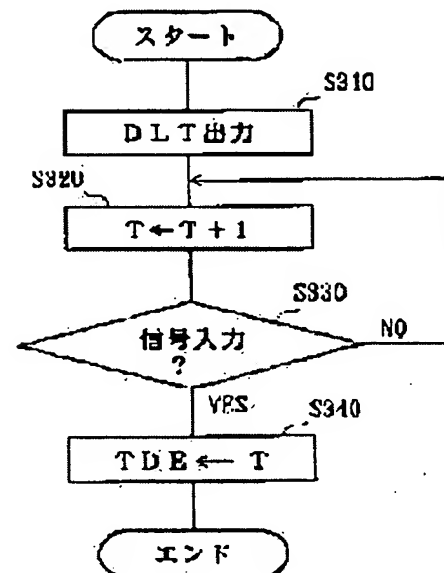 スタート
S310
DLT出力
S320
T←T+1
S330
信号入力
?
NO
YES
S340
TDE←T
エンド